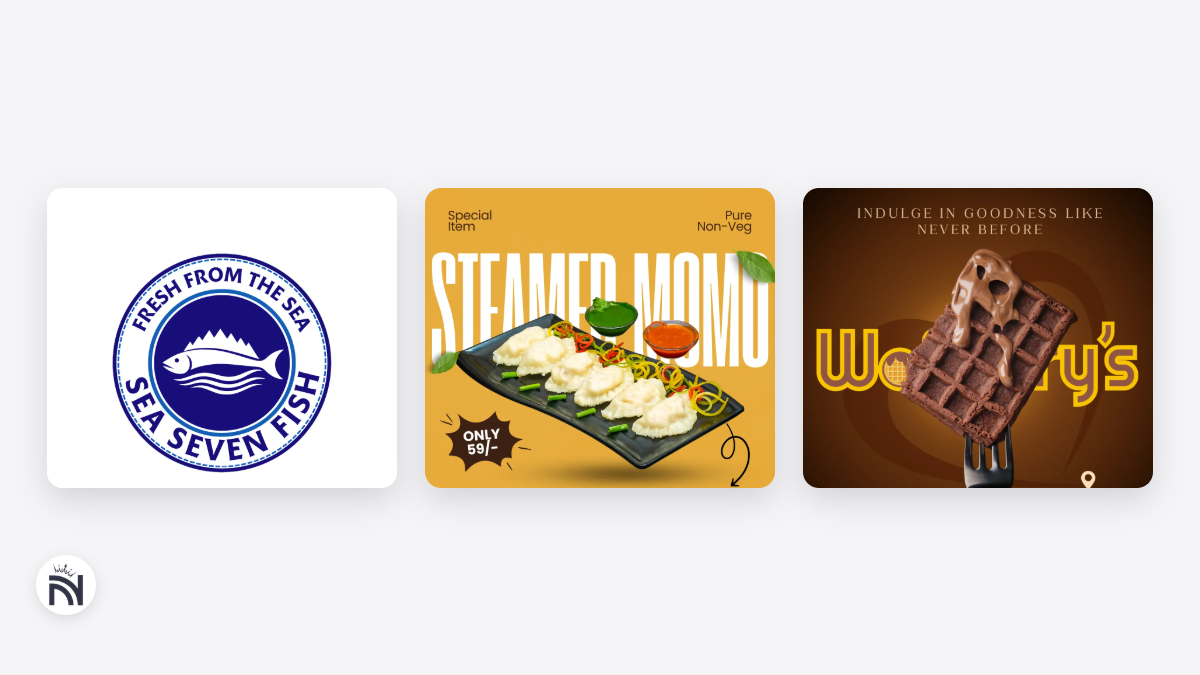 FRESH FROM THE SEA
SEA SEVEN FISH
Special
Item
Pure
Non-Veg
STEAMED MOMO
ONLY
59/-
INDULGE IN GOODNESS LIKE
NEVER BEFORE